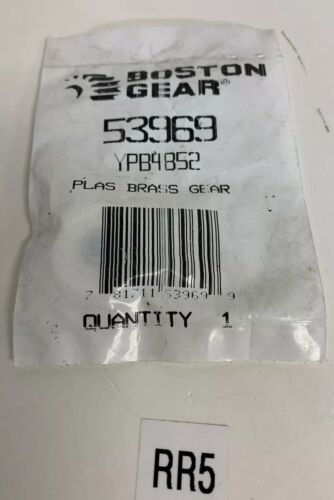 BOSTON
GEAR®
53969
YPB4852
PLAS BRASS GEAR
7 81711 53969 9
QUANTITY 1
RR5